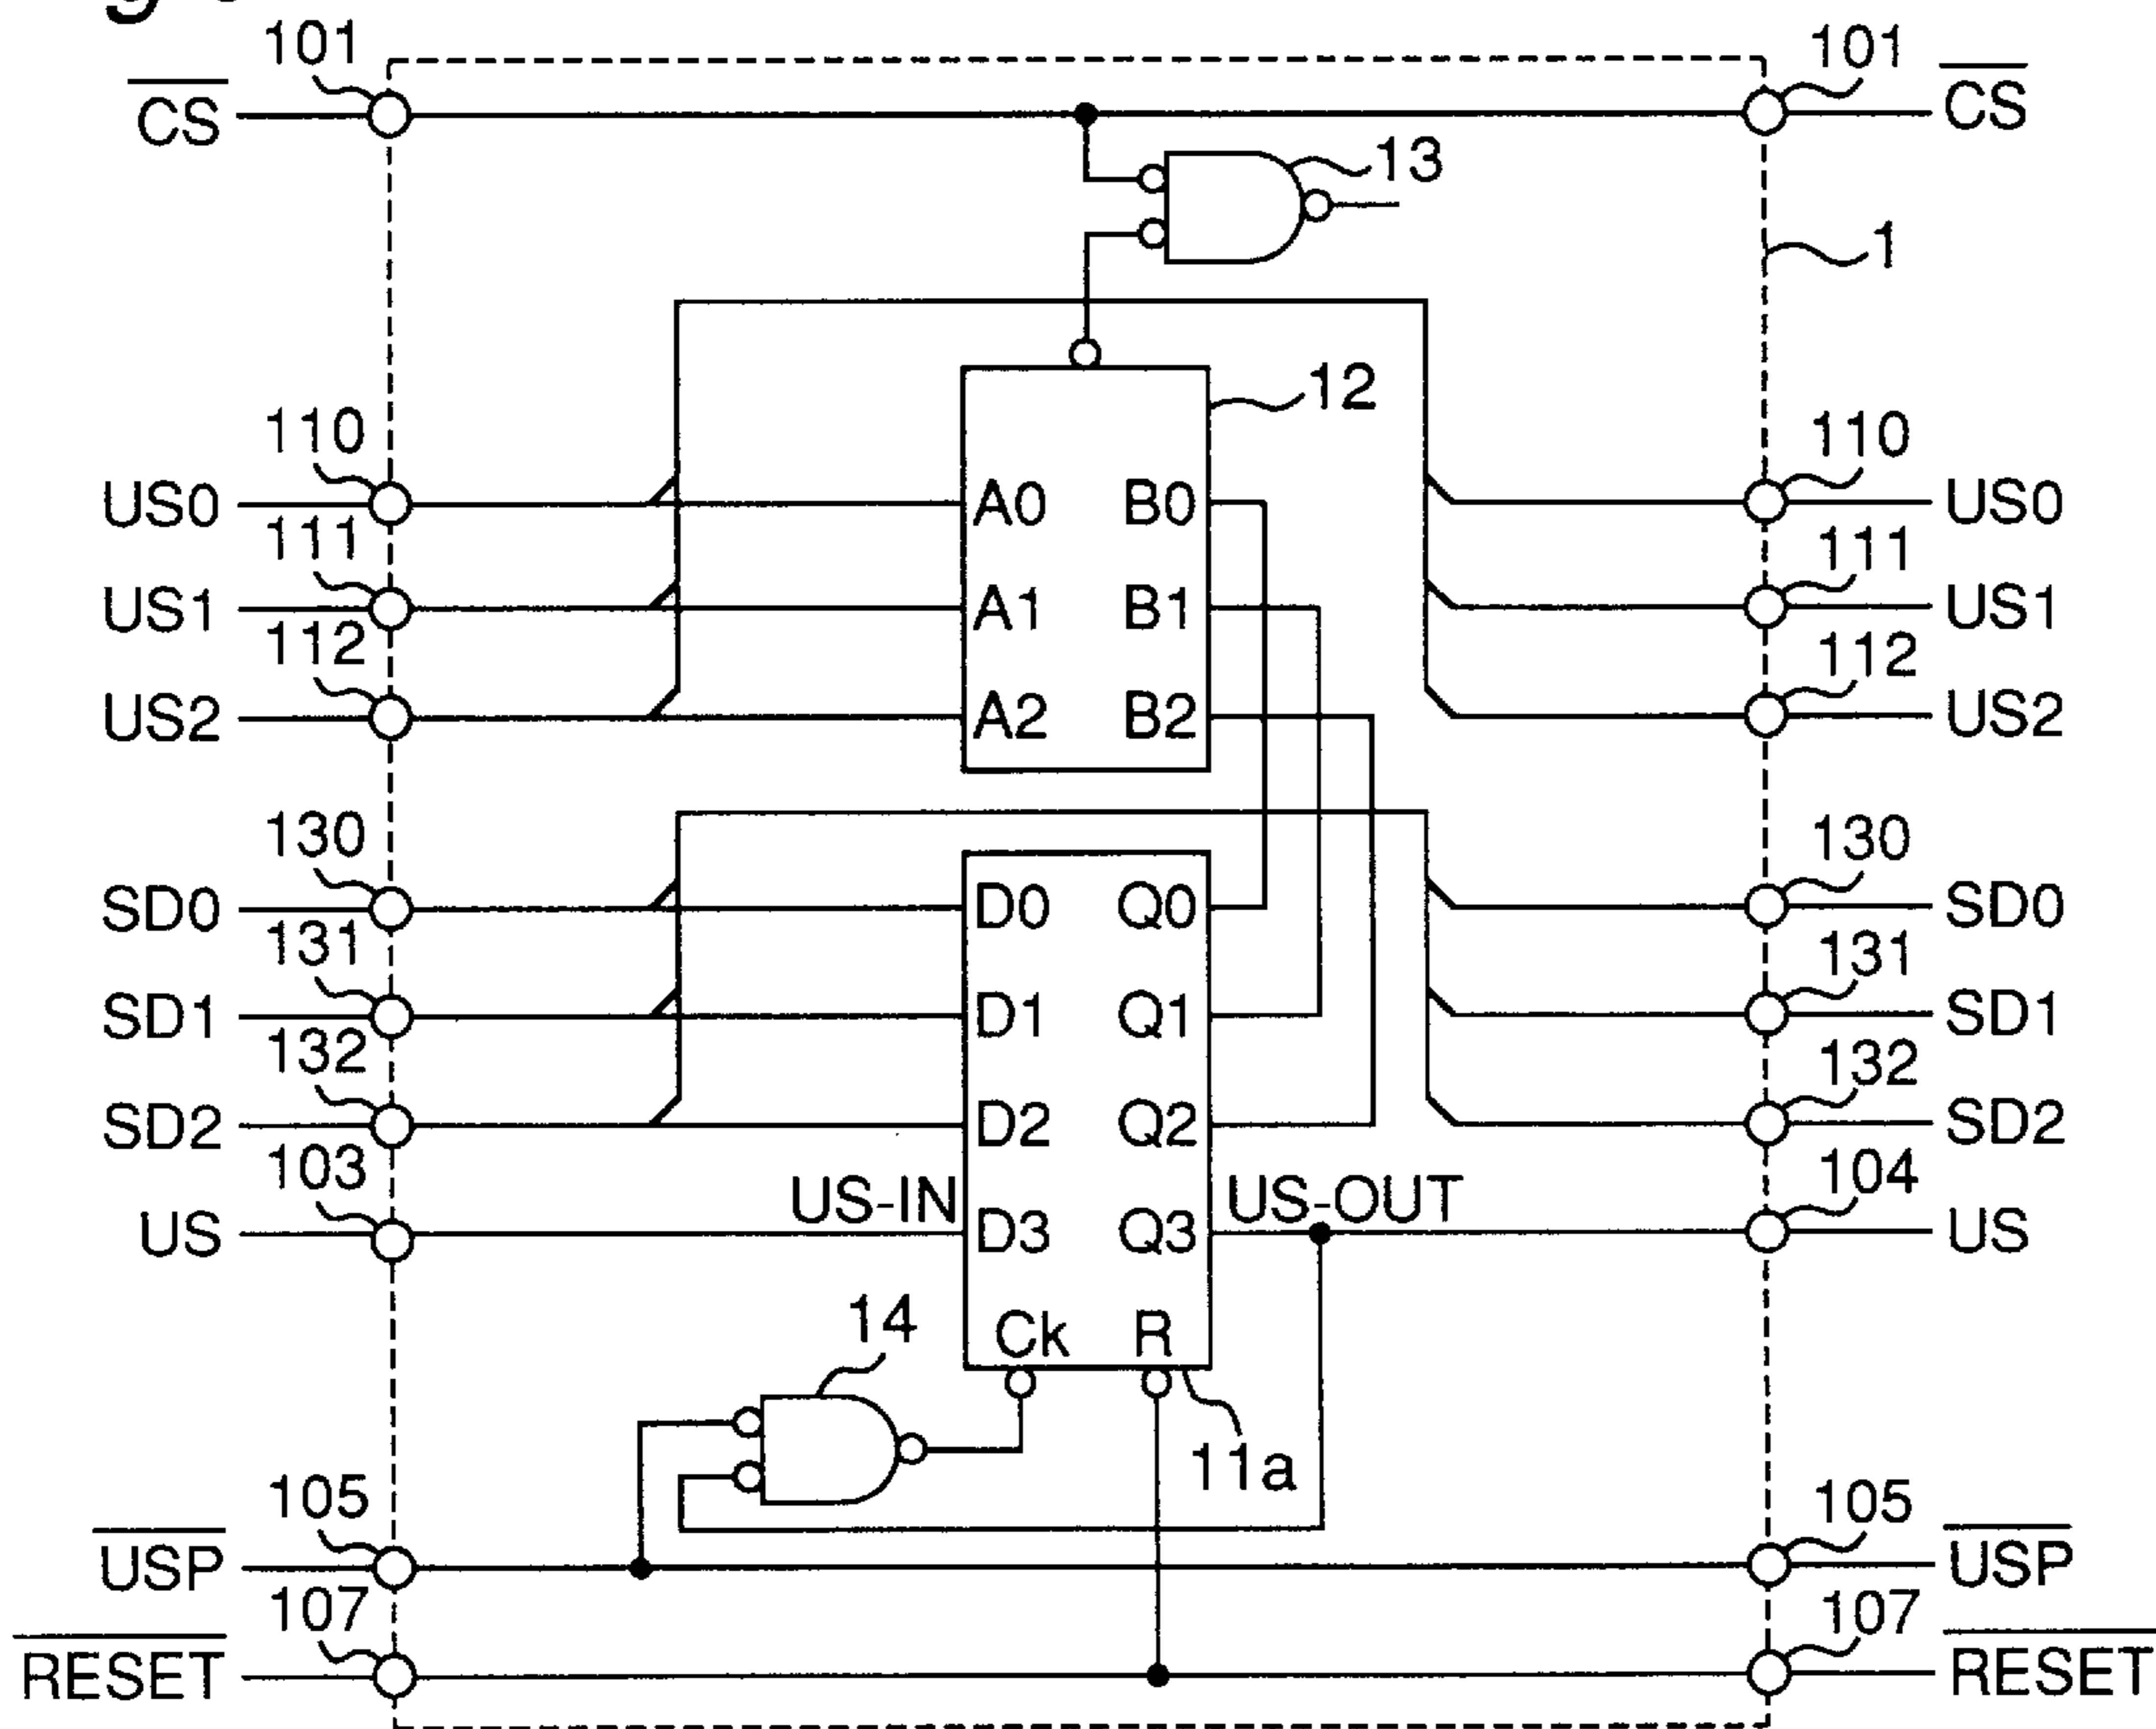 101 101
CS CS
13
1
12
110 110
US0 A0 B0 US0
111 111
US1 A1 B1 US1
112 112
US2 A2 B2 US2
130 130
SD0 D0 Q0 SD0
131 131
SD1 D1 Q1 SD1
132 132
SD2 D2 Q2 SD2
103 US-IN US-OUT 104
US D3 Q3 US
14 Ck R
11a
105 105
USP USP
107 107
RESET RESET